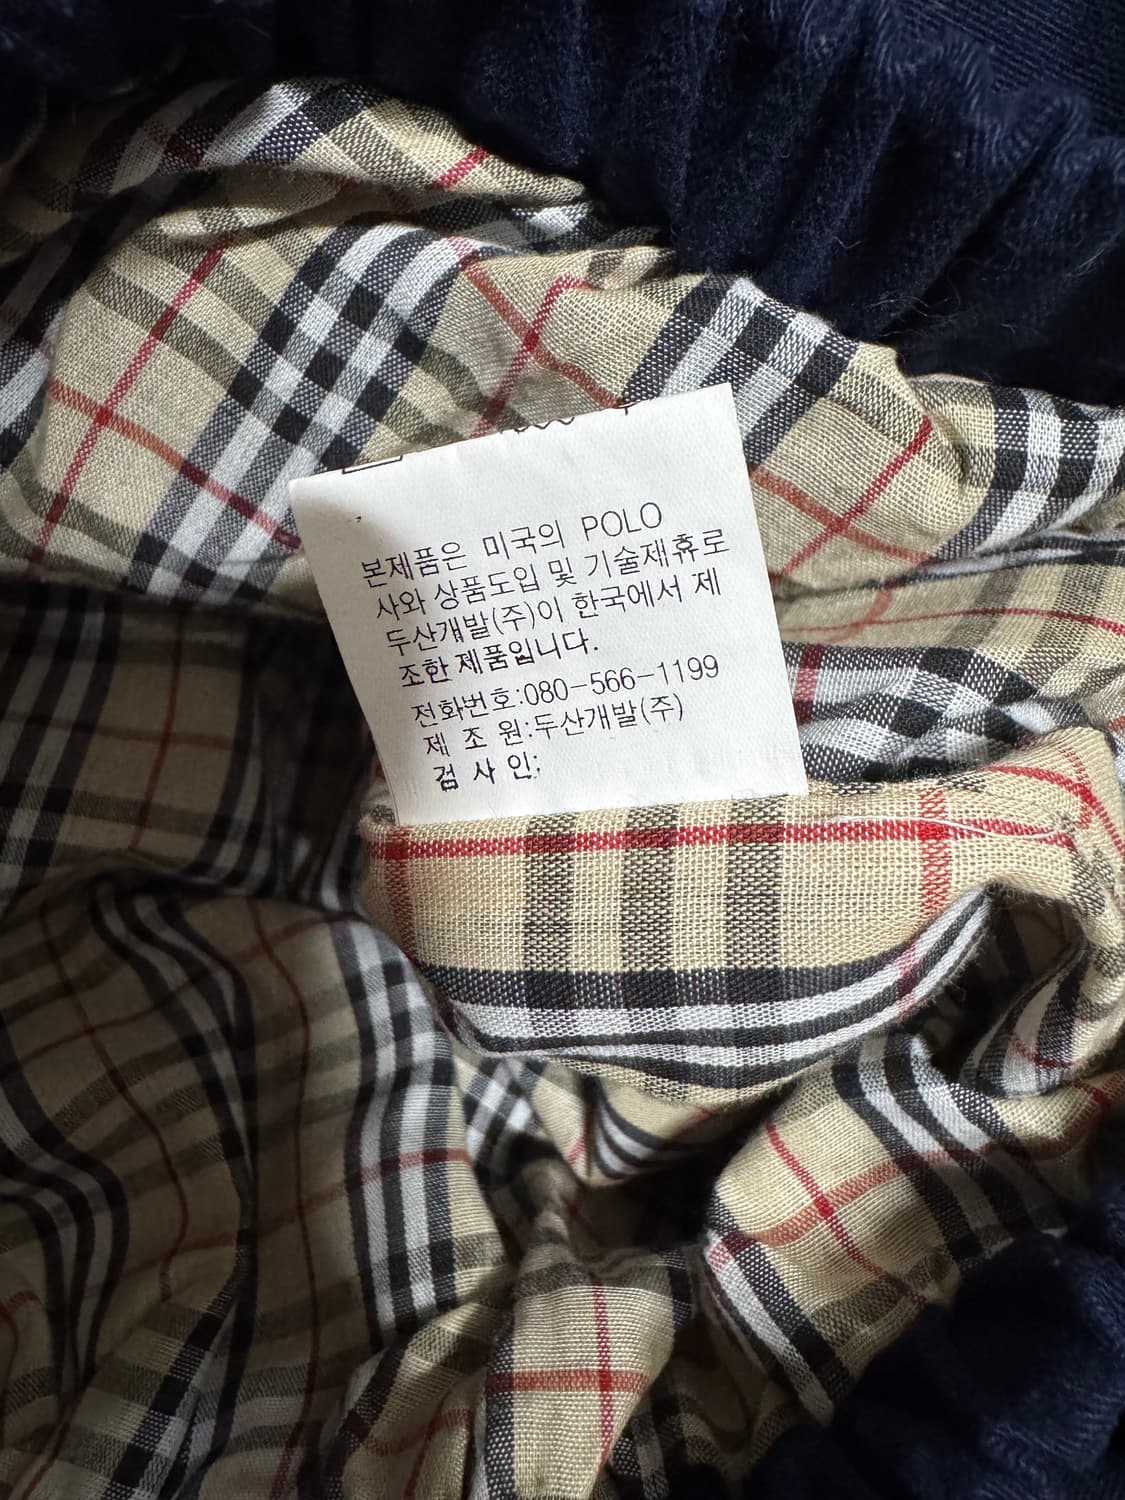 본제품은 미국의 POLO
사와 상품도입 및 기술제휴로
두산개발(주)이 한국에서 제
조한 제품입니다.
전화번호:080-566-1199
제 조 원:두산개발(주)
검 사 인: